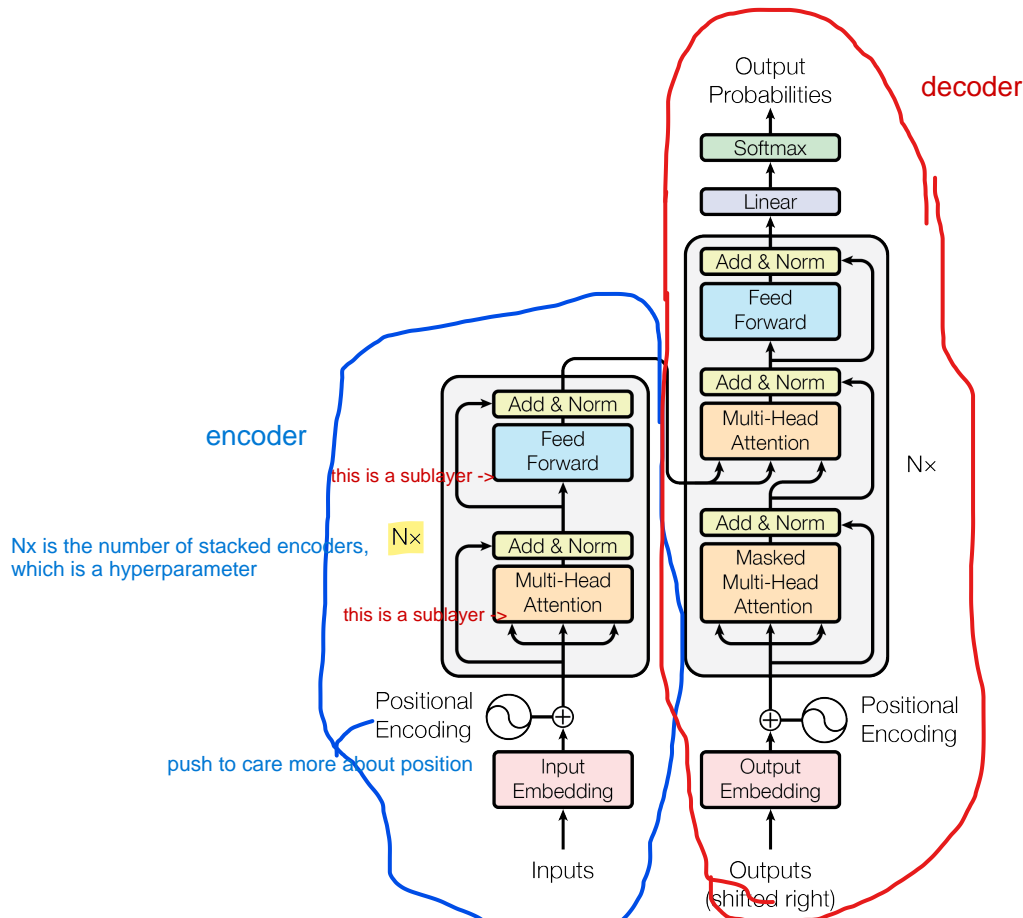 Output
Probabilities
decoder
Softmax
Linear
Add & Norm
Feed
Forward
Add & Norm
Multi-Head
Attention
N×
Add & Norm
Masked
Multi-Head
Attention
Positional
Encoding
Output
Embedding
Outputs
(shifted right)
encoder
Add & Norm
Feed
Forward
this is a sublayer ->
N×
Nx is the number of stacked encoders,
which is a hyperparameter
Add & Norm
Multi-Head
Attention
this is a sublayer ->
Positional
Encoding
push to care more about position
Input
Embedding
Inputs